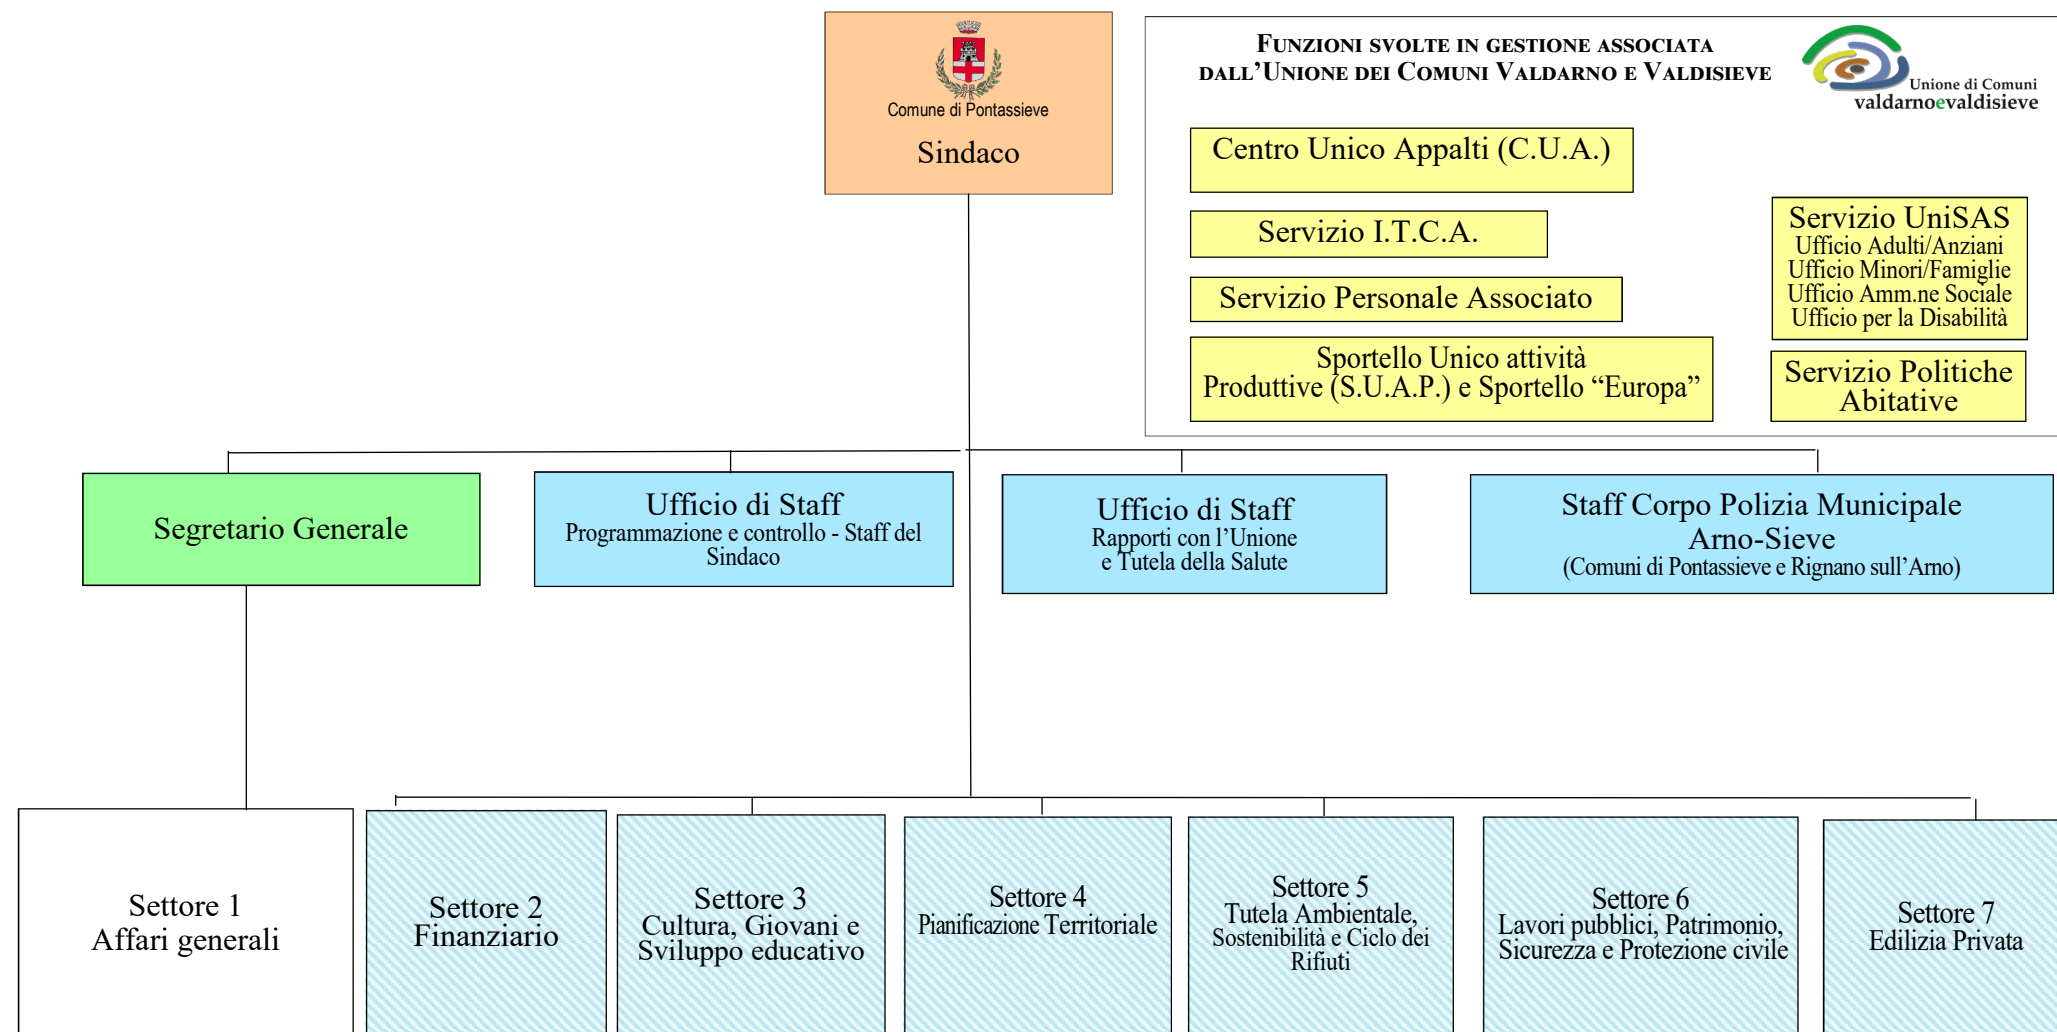 Comune di Pontassieve
Sindaco
FUNZIONI SVOLTE IN GESTIONE ASSOCIATA
DALL'UNIONE DEI COMUNI VALDARNO E VALDISIEVE
Unione di Comuni
valdarnoevaldisieve
Centro Unico Appalti (C.U.A.)
Servizio I.T.C.A.
Servizio Personale Associato
Sportello Unico attività
Produttive (S.U.A.P.) e Sportello “Europa”
Servizio UniSAS
Ufficio Adulti/Anziani
Ufficio Minori/Famiglie
Ufficio Amm.ne Sociale
Ufficio per la Disabilità
Servizio Politiche
Abitative
Segretario Generale
Ufficio di Staff
Programmazione e controllo - Staff del
Sindaco
Ufficio di Staff
Rapporti con l’Unione
e Tutela della Salute
Staff Corpo Polizia Municipale
Arno-Sieve
(Comuni di Pontassieve e Rignano sull’Arno)
Settore 1
Affari generali
Settore 2
Finanziario
Settore 3
Cultura, Giovani e
Sviluppo educativo
Settore 4
Pianificazione Territoriale
Settore 5
Tutela Ambientale,
Sostenibilità e Ciclo dei
Rifiuti
Settore 6
Lavori pubblici, Patrimonio,
Sicurezza e Protezione civile
Settore 7
Edilizia Privata